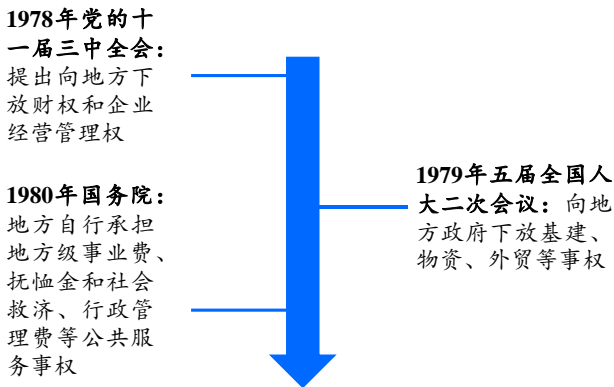 1978年党的十
一届三中全会：
提出向地方下
放财权和企业
经营管理权
1979年五届全国人
大二次会议：向地
方政府下放基建、
物资、外贸等事权
1980年国务院：
地方自行承担
地方级事业费、
抚恤金和社会
救济、行政管
理费等公共服
务事权